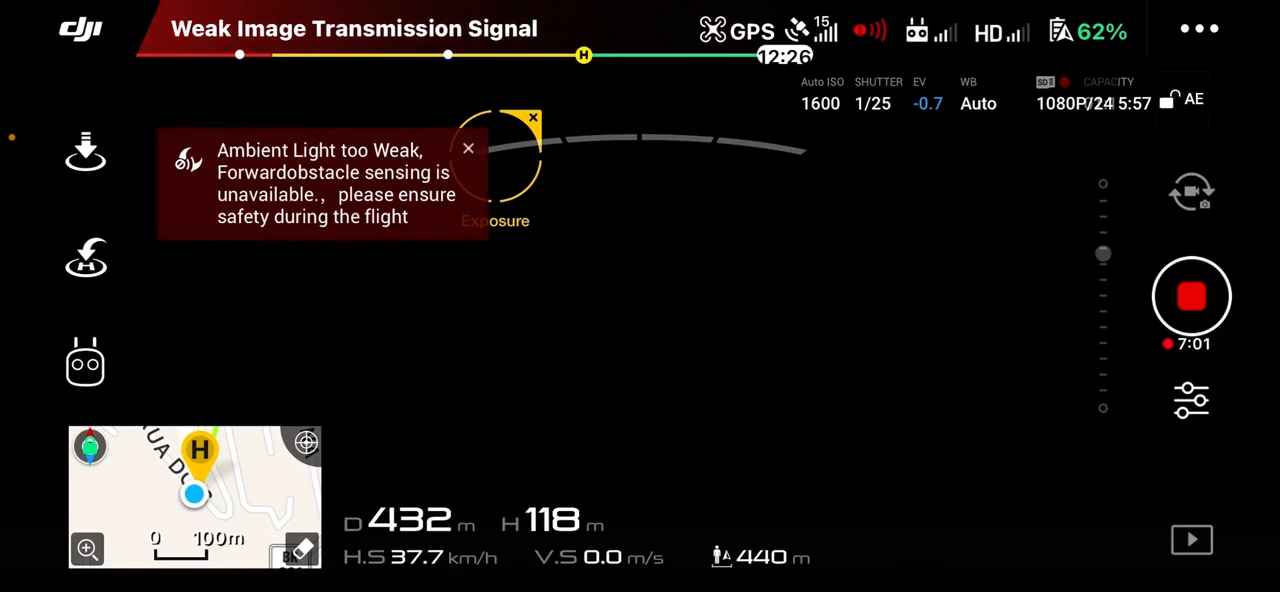 dji
Weak Image Transmission Signal
GPS
15
HD
62%
12:26
Auto ISO
1600
SHUTTER
1/25
EV
-0.7
WB
Auto
CAPACITY
1080P/24 5:57
AE
Ambient Light too Weak,
Forwardobstacle sensing is
unavailable., please ensure
safety during the flight
Exposure
7:01
H
H
0 100m
D 432 m H 118 m
H.S 37.7 km/h V.S 0.0 m/s 440 m